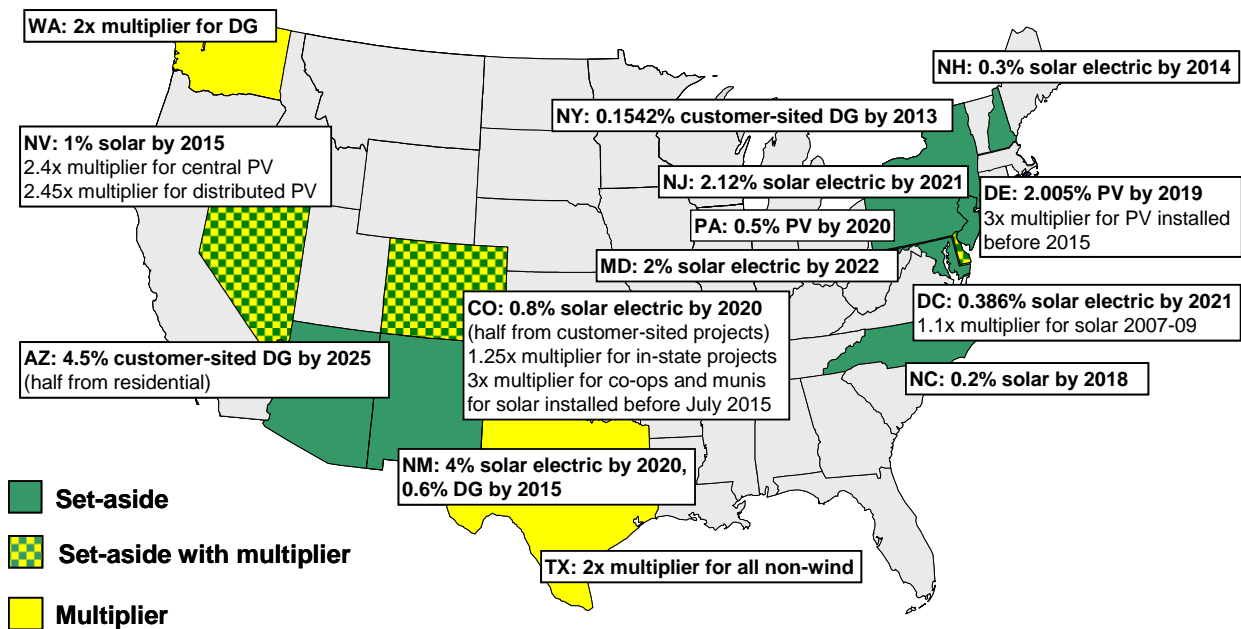 WA: 2x multiplier for DG
NH: 0.3% solar electric by 2014
NY: 0.1542% customer-sited DG by 2013
NV: 1% solar by 2015
2.4x multiplier for central PV
2.45x multiplier for distributed PV
NJ: 2.12% solar electric by 2021
DE: 2.005% PV by 2019
3x multiplier for PV installed
before 2015
PA: 0.5% PV by 2020
MD: 2% solar electric by 2022
CO: 0.8% solar electric by 2020
(half from customer-sited projects)
1.25x multiplier for in-state projects
3x multiplier for co-ops and munis
for solar installed before July 2015
DC: 0.386% solar electric by 2021
1.1x multiplier for solar 2007-09
AZ: 4.5% customer-sited DG by 2025
(half from residential)
NC: 0.2% solar by 2018
NM: 4% solar electric by 2020,
0.6% DG by 2015
Set-aside
Set-aside with multiplier
TX: 2x multiplier for all non-wind
Multiplier